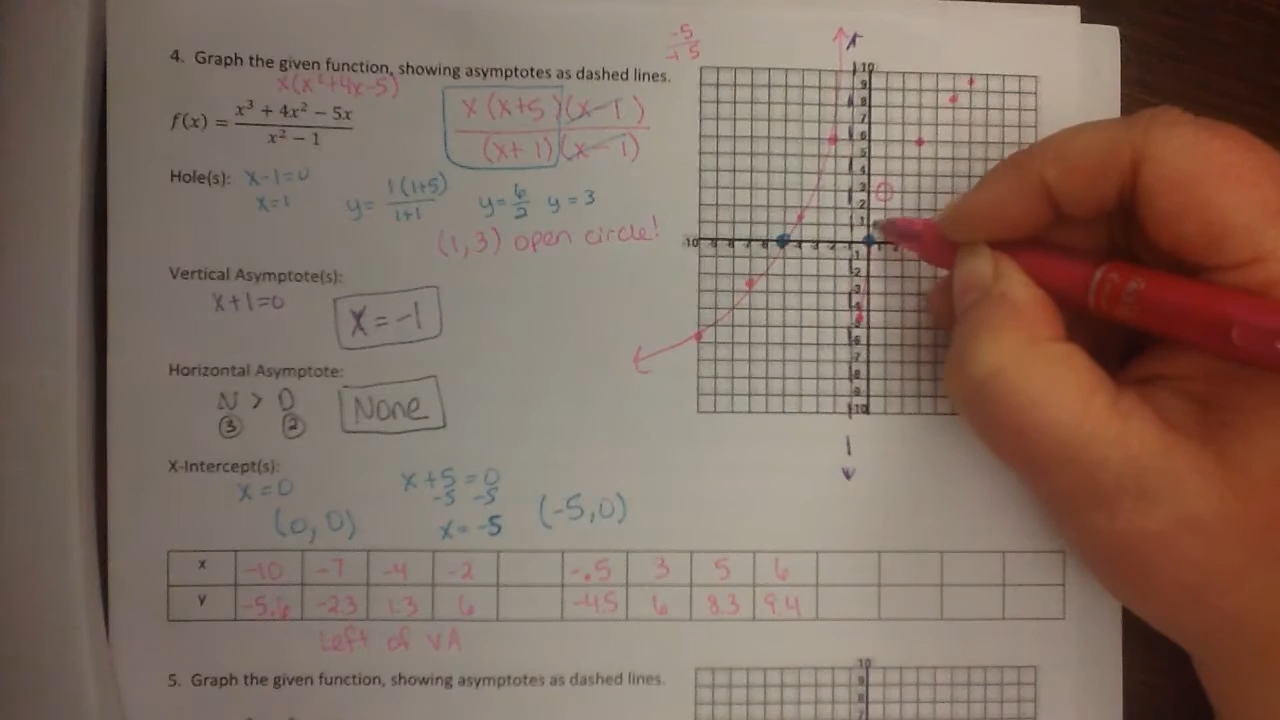 -5
+.5
4. Graph the given function, showing asymptotes as dashed lines.
x(x²+4x-5)
f(x) = x³ + 4x² − 5x
x² − 1
x(x+5)(x-1)
(x+1)(x-1)
Hole(s): x-1=0
x=1
y= 1(1+5)
1+1
y= 6
2
y=3
(1,3) open circle!
Vertical Asymptote(s):
x+1=0
x=-1
Horizontal Asymptote:
N > D
3 2
None
X-Intercept(s):
x=0
(0,0)
x+5=0
-5 -5
x=-5
(-5,0)
x -10 -7 -4 -2 -.5 3 5 6
y -5.6 -2.3 1.3 6 -4.5 6 8.3 9.4
Left of VA
5. Graph the given function, showing asymptotes as dashed lines.